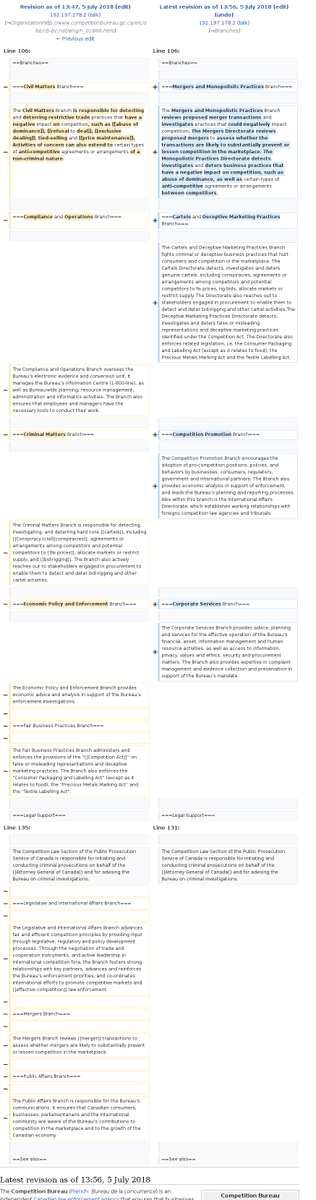 Revision as of 13:47, 5 July 2018 (edit)
192.197.178.2 (talk)
(→Organizationhttp://www.competitionbureau.gc.ca/eic/si
te/cb-bc.nsf/eng/h_02866.html)
← Previous edit
Latest revision as of 13:56, 5 July 2018 (edit)
(undo)
192.197.178.2 (talk)
(→Branches)
Line 106:
Line 106:
==Branches==
==Branches==
===Civil Matters Branch===
===Mergers and Monopolistic Practices Branch===
The Civil Matters Branch is responsible for detecting
and deterring restrictive trade practices that have a
negative impact on competition, such as [[abuse of
dominance]], [[refusal to deal]], [[exclusive
dealing]], tied-selling and [[price maintenance]].
Activities of concern can also extend to certain types
of anti-competitive agreements or arrangements of a
non-criminal nature.
The Mergers and Monopolistic Practices Branch
reviews proposed merger transactions and
investigates practices that could negatively impact
competition. The Mergers Directorate reviews
proposed mergers to assess whether the
transactions are likely to substantially prevent or
lessen competition in the marketplace. The
Monopolistic Practices Directorate detects,
investigates and deters business practices that
have a negative impact on competition, such as
abuse of dominance, as well as certain types of
anti-competitive agreements or arrangements
between competitors.
===Compliance and Operations Branch===
===Cartels and Deceptive Marketing Practices
Branch===
The Cartels and Deceptive Marketing Practices Branch
fights criminal or deceptive business practices that hurt
consumers and competition in the marketplace. The
Cartels Directorate detects, investigates and deters
cartels, including conspiracies, agreements or
arrangements among competitors and potential
competitors to fix prices, rig bids, allocate markets or
restrict supply. The Directorate also reaches out to
stakeholders engaged in procurement to enable them to
detect and deter bid-rigging and other cartel activities.The
Deceptive Marketing Practices Directorate detects,
investigates and deters false or misleading
representations and deceptive marketing practices
identified under the Competition Act. The Directorate also
enforces related legislation, i.e. the Consumer Packaging
and Labelling Act (except as it relates to food), the
Precious Metals Marking Act and the Textile Labelling Act.
The Compliance and Operations Branch oversees the
Bureau's electronic evidence and conversion unit. It
manages the Bureau's Information Centre (1-800-line), as
well as Bureau-wide planning, resource management,
administration and informatics activities. The Branch also
ensures that employees and managers have the
necessary tools to conduct their work.
===Criminal Matters Branch===
===Competition Promotion Branch===
The Competition Promotion Branch encourages the
adoption of pro-competition positions, policies, and
behaviors by businesses, consumers, regulators,
government and international partners. The Branch also
provides economic analysis in support of enforcement,
and leads the Bureau's planning and reporting processes.
Also within this Branch is the International Affairs
Directorate, which establishes working relationships with
foreign competition law agencies and tribunals.
The Criminal Matters Branch is responsible for detecting,
investigating, and deterring hard core [[cartels]], including
[[Conspiracy (civil)|conspiracies]], agreements or
arrangements among competitors and potential
competitors to [[fix prices]], allocate markets or restrict
supply, and [[bid-rigging]]. The Branch also actively
reaches out to stakeholders engaged in procurement to
enable them to detect and deter bid-rigging and other
cartel activities.
===Economic Policy and Enforcement Branch===
===Corporate Services Branch===
The Corporate Services Branch provides advice, planning
and services for the effective operation of the Bureau's
financial, asset, information management and human
resource activities, as well as access to information,
privacy, values and ethics, security and procurement
matters. The Branch also provides expertise in complaint
management and evidence collection and preservation in
support of the Bureau's mandate.
The Economic Policy and Enforcement Branch provides
economic advice and analysis in support of the Bureau's
enforcement investigations.
===Fair Business Practices Branch===
The Fair Business Practices Branch administers and
enforces the provisions of the ''[[Competition Act]]'' on
false or misleading representations and deceptive
marketing practices. The Branch also enforces the
''Consumer Packaging and Labelling Act'' (except as it
relates to food), the ''Precious Metals Marking Act'' and
the ''Textile Labelling Act''.
===Legal Support===
===Legal Support===
Line 135:
Line 131:
The Competition Law Section of the Public Prosecution
Service of Canada is responsible for initiating and
conducting criminal prosecutions on behalf of the
[[Attorney General of Canada]] and for advising the
Bureau on criminal investigations.
The Competition Law Section of the Public Prosecution
Service of Canada is responsible for initiating and
conducting criminal prosecutions on behalf of the
[[Attorney General of Canada]] and for advising the
Bureau on criminal investigations.
===Legislative and International Affairs Branch===
The Legislative and International Affairs Branch advances
fair and efficient competition principles by providing input
through legislative, regulatory and policy development
processes. Through the negotiation of trade and
cooperation instruments, and active leadership in
international competition fora, the Branch fosters strong
relationships with key partners, advances and reinforces
the Bureau's enforcement priorities, and co-ordinates
international efforts to promote competitive markets and
[[effective competition]] law enforcement.
===Mergers Branch===
The Mergers Branch reviews [[merger]] transactions to
assess whether mergers are likely to substantially prevent
or lessen competition in the marketplace.
===Public Affairs Branch===
The Public Affairs Branch is responsible for the Bureau's
communications. It ensures that Canadian consumers,
businesses, parliamentarians and the international
community are aware of the Bureau's contributions to
competition in the marketplace and to the growth of the
Canadian economy.
==See also==
==See also==
Latest revision as of 13:56, 5 July 2018
The Competition Bureau (French: Bureau de la concurrence) is an
independent Canadian law enforcement agency that ensures that businesses
Competition Bureau